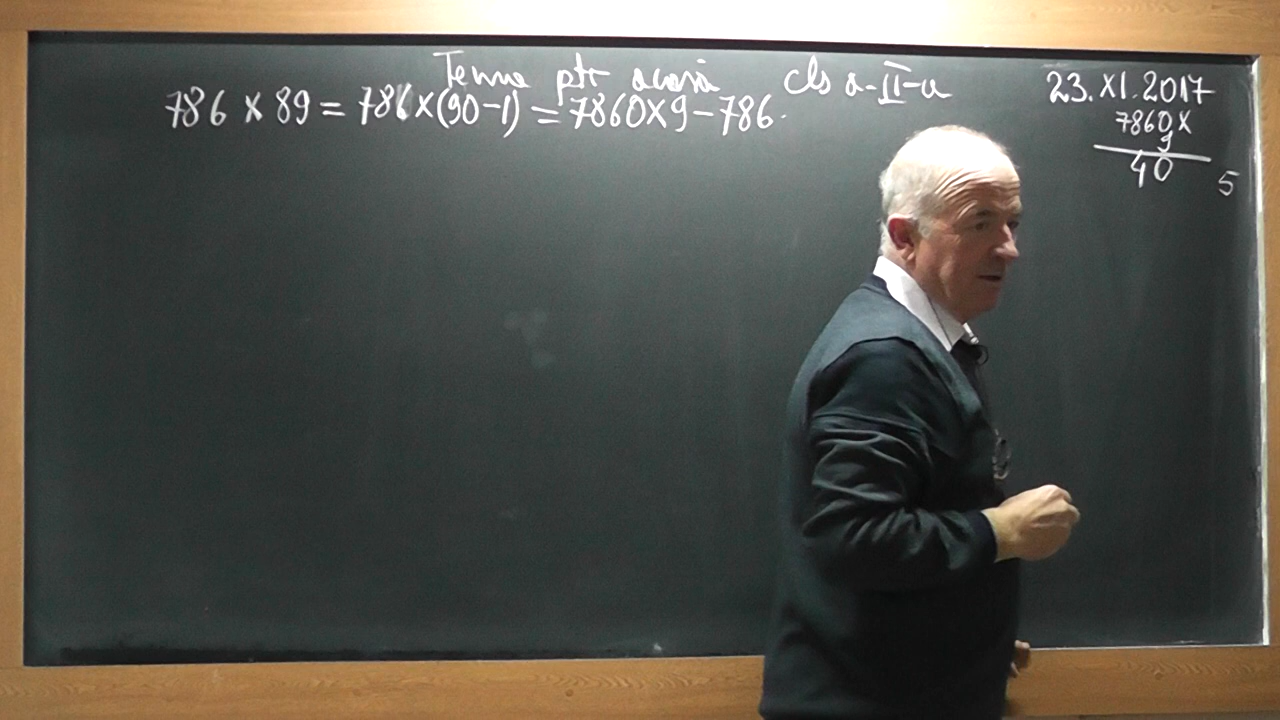 Tema ptr acasă cls a-II-a
23.XI.2017
786 × 89 = 786×(90-1) = 7860×9-786.
7860×
9
40
5